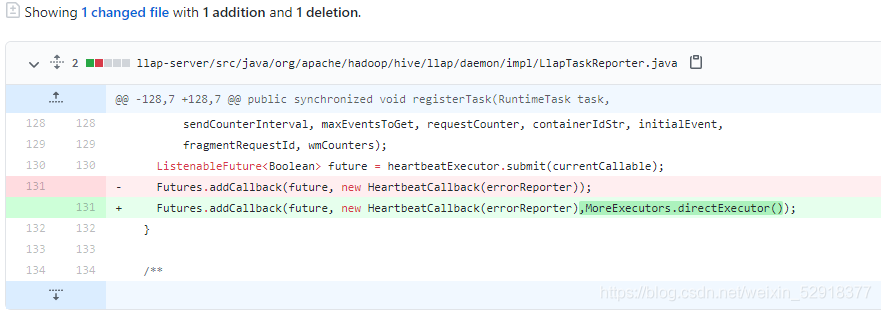 Showing 1 changed file with 1 addition and 1 deletion.
2 llap-server/src/java/org/apache/hadoop/hive/llap/daemon/impl/LlapTaskReporter.java
@@ -128,7 +128,7 @@ public synchronized void registerTask(RuntimeTask task,
128 128 sendCounterInterval, maxEventsToGet, requestCounter, containerIdStr, initialEvent,
129 129 fragmentRequestId, wmCounters);
130 130 ListenableFuture<Boolean> future = heartbeatExecutor.submit(currentCallable);
131 - Futures.addCallback(future, new HeartbeatCallback(errorReporter));
131 + Futures.addCallback(future, new HeartbeatCallback(errorReporter),MoreExecutors.directExecutor());
132 132 }
133 133
134 134 /**
https://blog.csdn.net/weixin_52918377